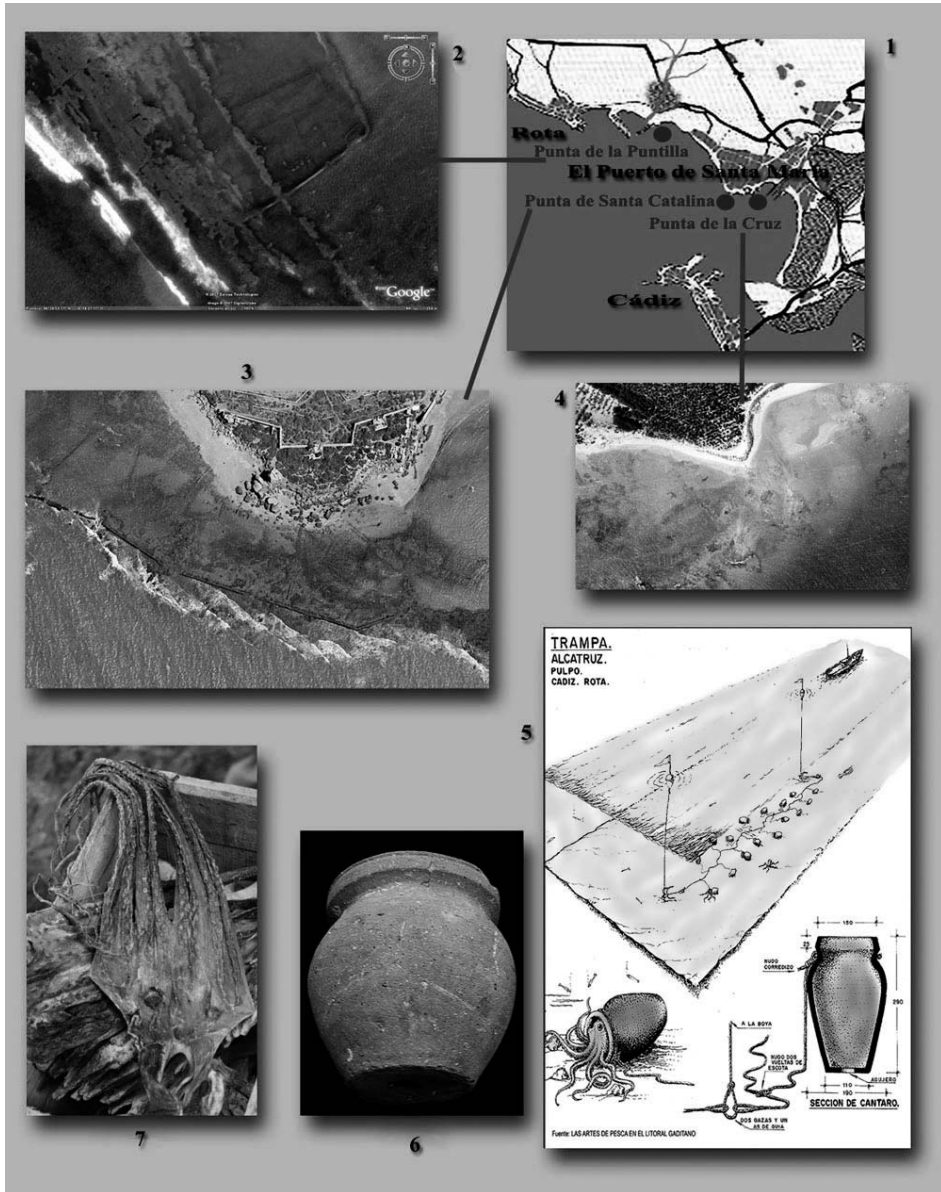 2
1
Rota
Punta de la Puntilla
El Puerto de Santa María
Punta de Santa Catalina
Punta de la Cruz
Cádiz
Google
3
4
5
TRAMPA.
ALCATRUZ.
PULPO.
CADIZ. ROTA.
150
25
NUDO
CORREDIZO
290
A LA BOYA
NUDO DOS
VUELTAS DE
ESCOTA
AGUJERO
110
190
SECCION DE CANTARO.
DOS GAZAS Y UN
AS DE GUIA
Fuente: LAS ARTES DE PESCA EN EL LITORAL GADITANO
7
6